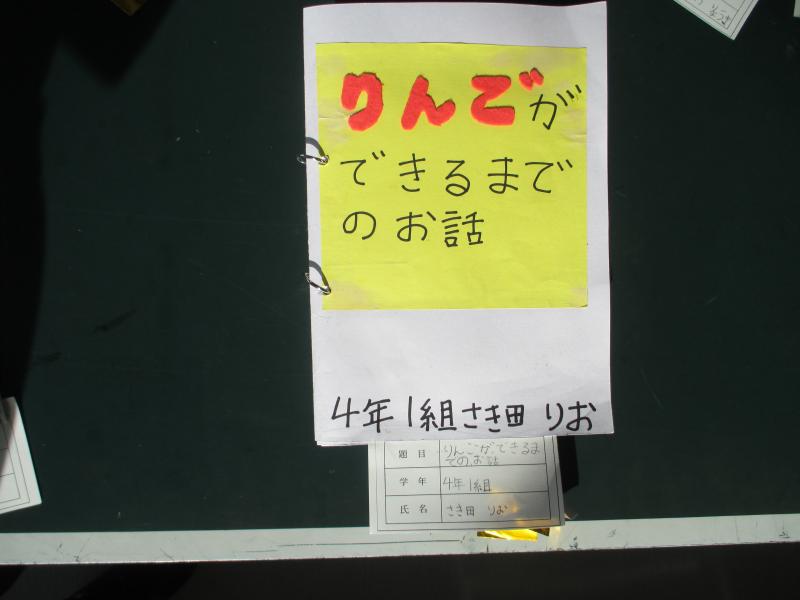 りんごが
できるまで
のお話
4年1組さき田 りお
題目 りんごができるま
でのお話
学年 4年1組
氏名 さき田 りお